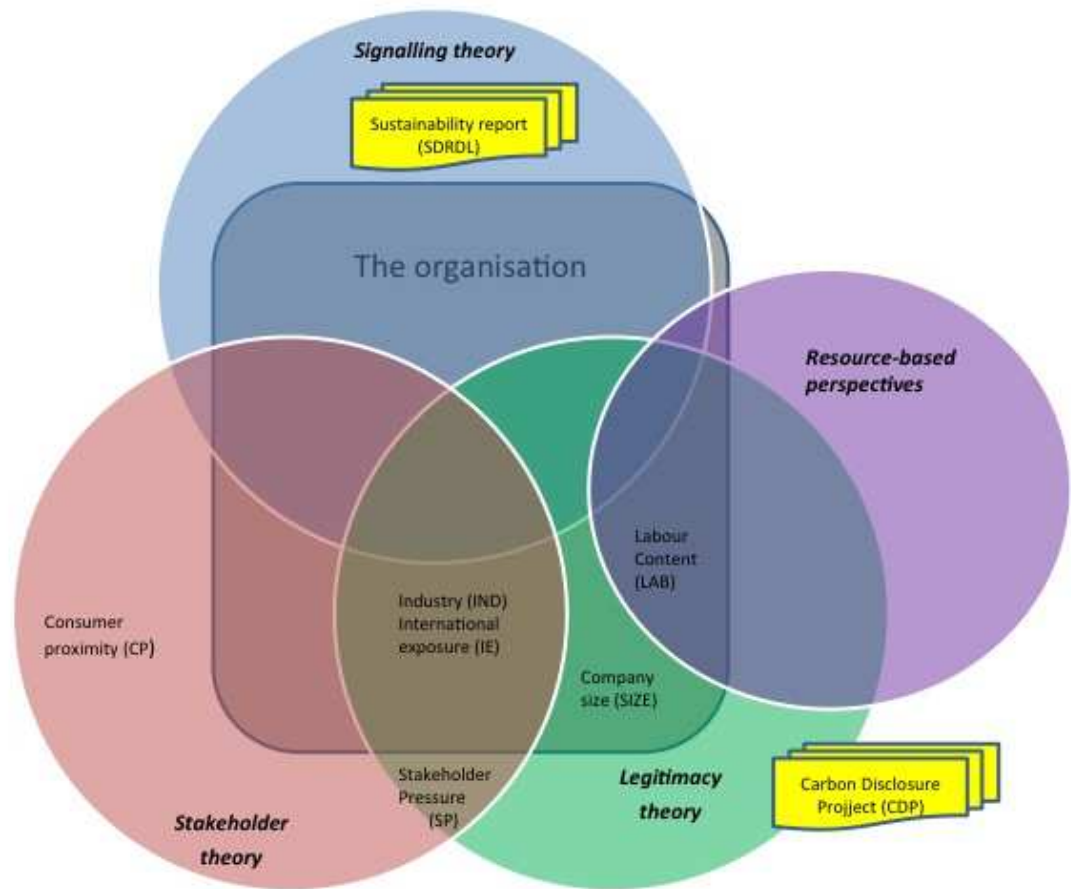 Signalling theory
Sustainability report
(SDRDL)
The organisation
Resource-based
perspectives
Labour
Content
(LAB)
Industry (IND)
International
exposure (IE)
Consumer
proximity (CP)
Company
size (SIZE)
Stakeholder
Pressure
(SP)
Legitimacy
theory
Carbon Disclosure
Projject (CDP)
Stakeholder
theory